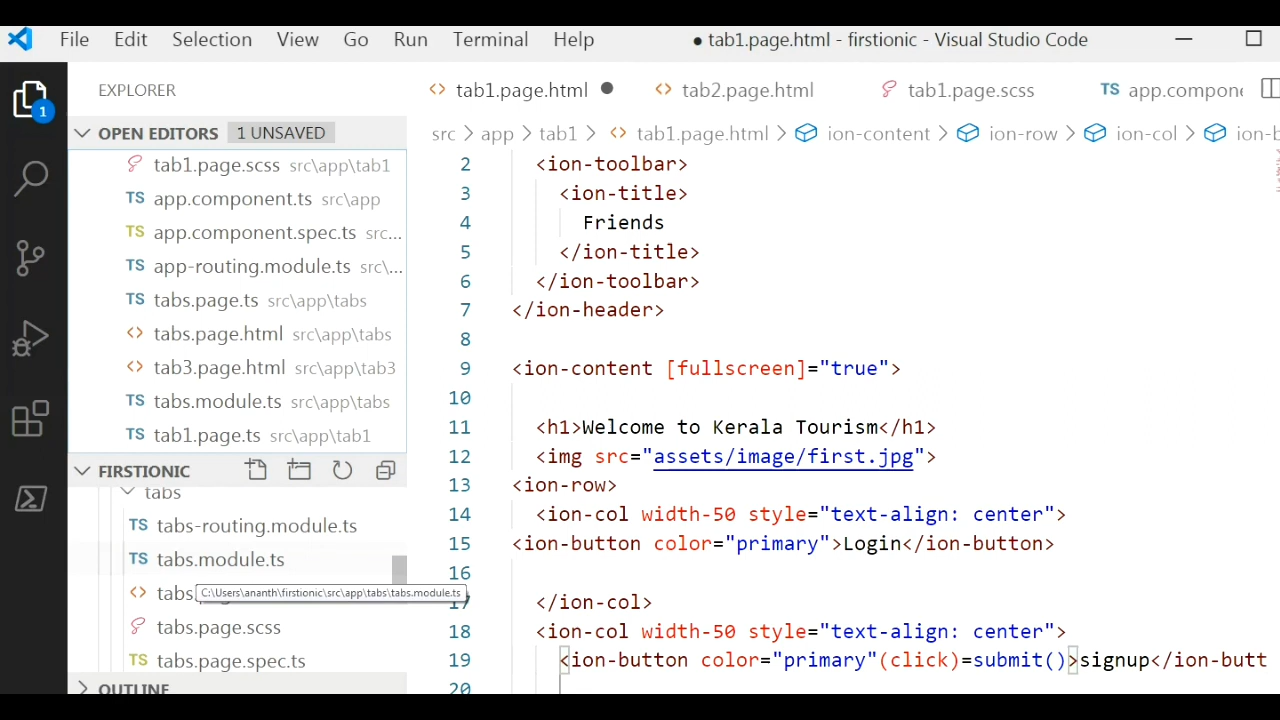 File Edit Selection View Go Run Terminal Help ● tab1.page.html - firstionic - Visual Studio Code
EXPLORER
tab1.page.html tab2.page.html tab1.page.scss TS app.compone
OPEN EDITORS 1 UNSAVED
1
src > app > tab1 > tab1.page.html > ion-content > ion-row > ion-col >
tab1.page.scss src\app\tab1
TS app.component.ts src\app
TS app.component.spec.ts src...
TS app-routing.module.ts src\...
TS tabs.page.ts src\app\tabs
tabs.page.html src\app\tabs
tab3.page.html src\app\tab3
TS tabs.module.ts src\app\tabs
TS tab1.page.ts src\app\tab1
FIRSTIONIC
tabs
TS tabs-routing.module.ts
TS tabs.module.ts
C:\Users\ananth\firstionic\src\app\tabs\tabs.module.ts
tabs.page.scss
TS tabs.page.spec.ts
OUTLINE
2 <ion-toolbar>
3 <ion-title>
4 Friends
5 </ion-title>
6 </ion-toolbar>
7 </ion-header>
8
9 <ion-content [fullscreen]="true">
10
11 <h1>Welcome to Kerala Tourism</h1>
12 <img src="assets/image/first.jpg">
13 <ion-row>
14 <ion-col width-50 style="text-align: center">
15 <ion-button color="primary">Login</ion-button>
16
17 </ion-col>
18 <ion-col width-50 style="text-align: center">
19 <ion-button color="primary"(click)=submit()>signup</ion-butt
20